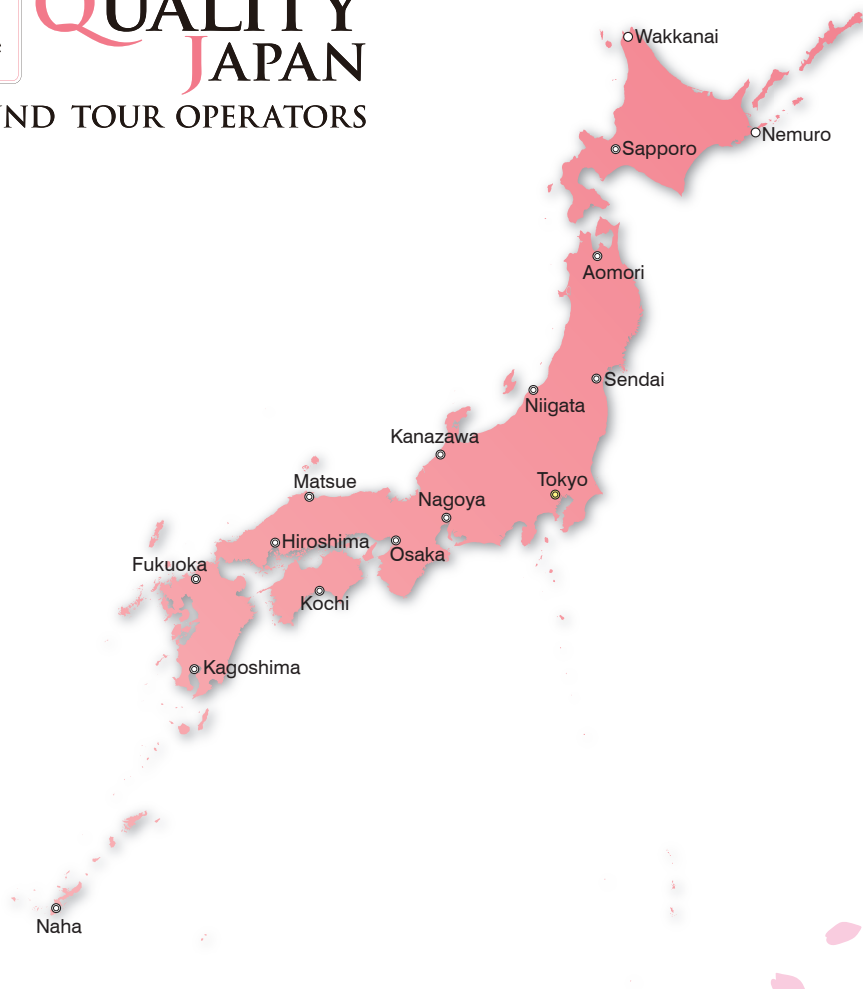 QUALITY
JAPAN
ND TOUR OPERATORS
Wakkanai
Nemuro
Sapporo
Aomori
Sendai
Niigata
Kanazawa
Tokyo
Matsue
Nagoya
Hiroshima
Osaka
Fukuoka
Kochi
Kagoshima
Naha